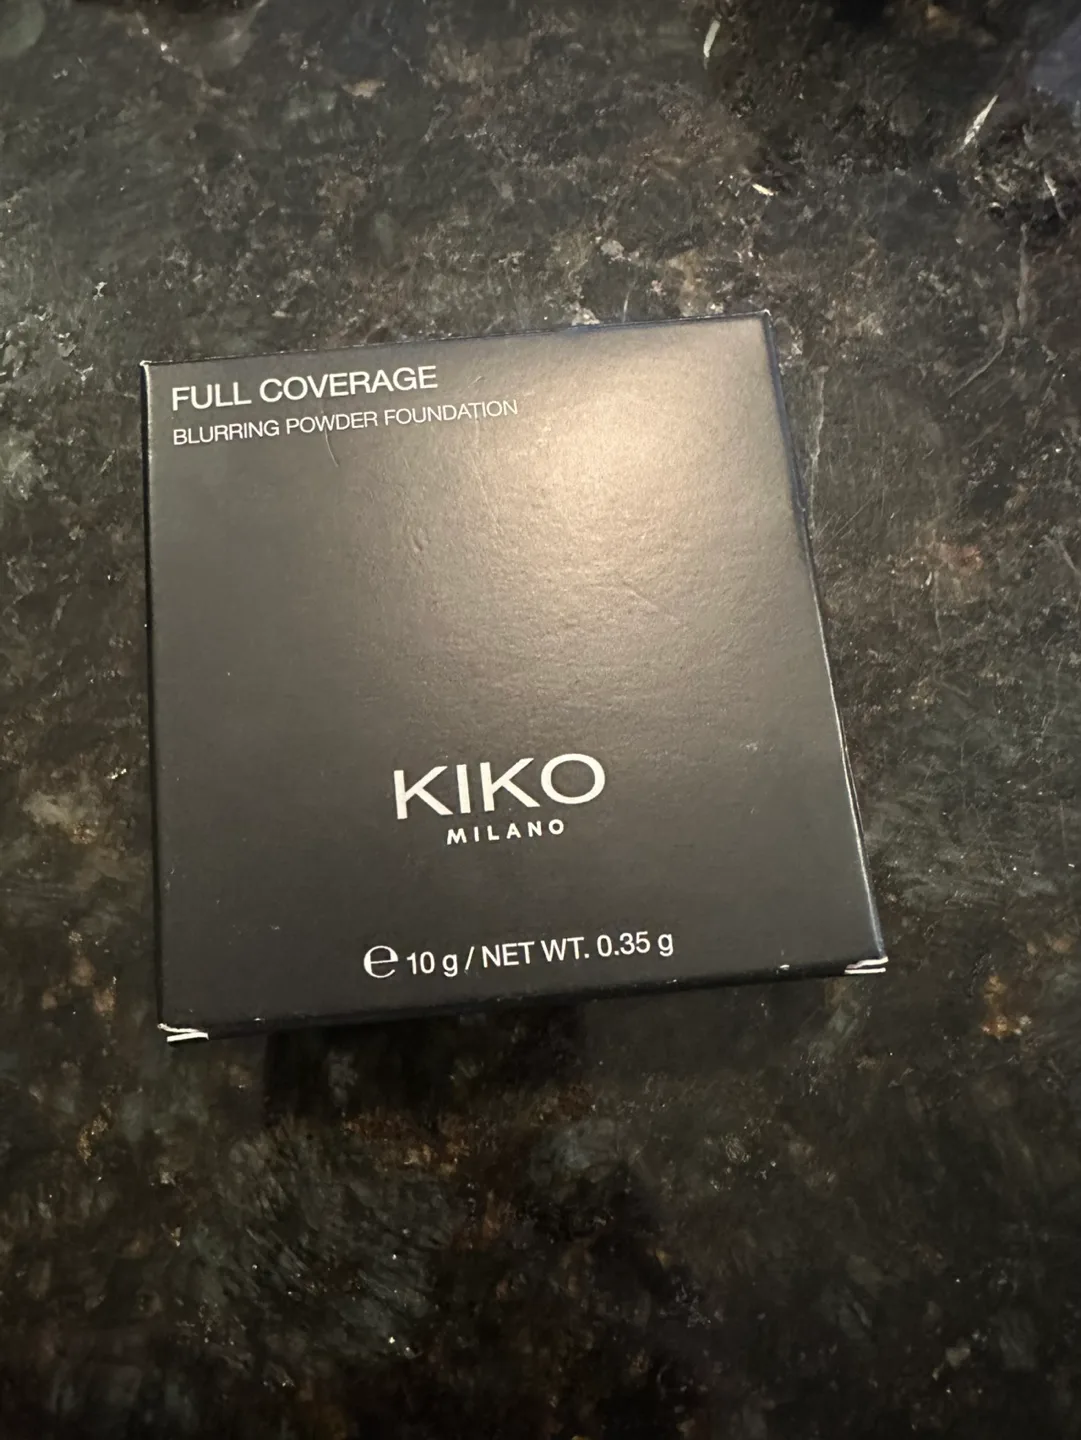 FULL COVERAGE
BLURRING POWDER FOUNDATION
KIKO
MILANO
℮ 10 g / NET WT. 0.35 g